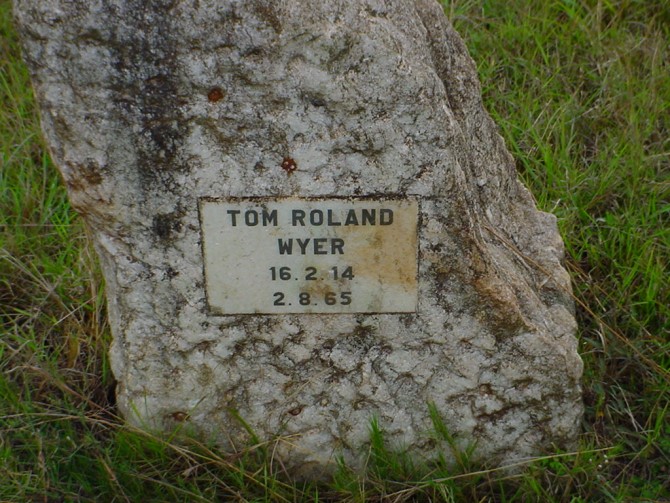 TOM ROLAND
WYER
16.2.14
2.8.65